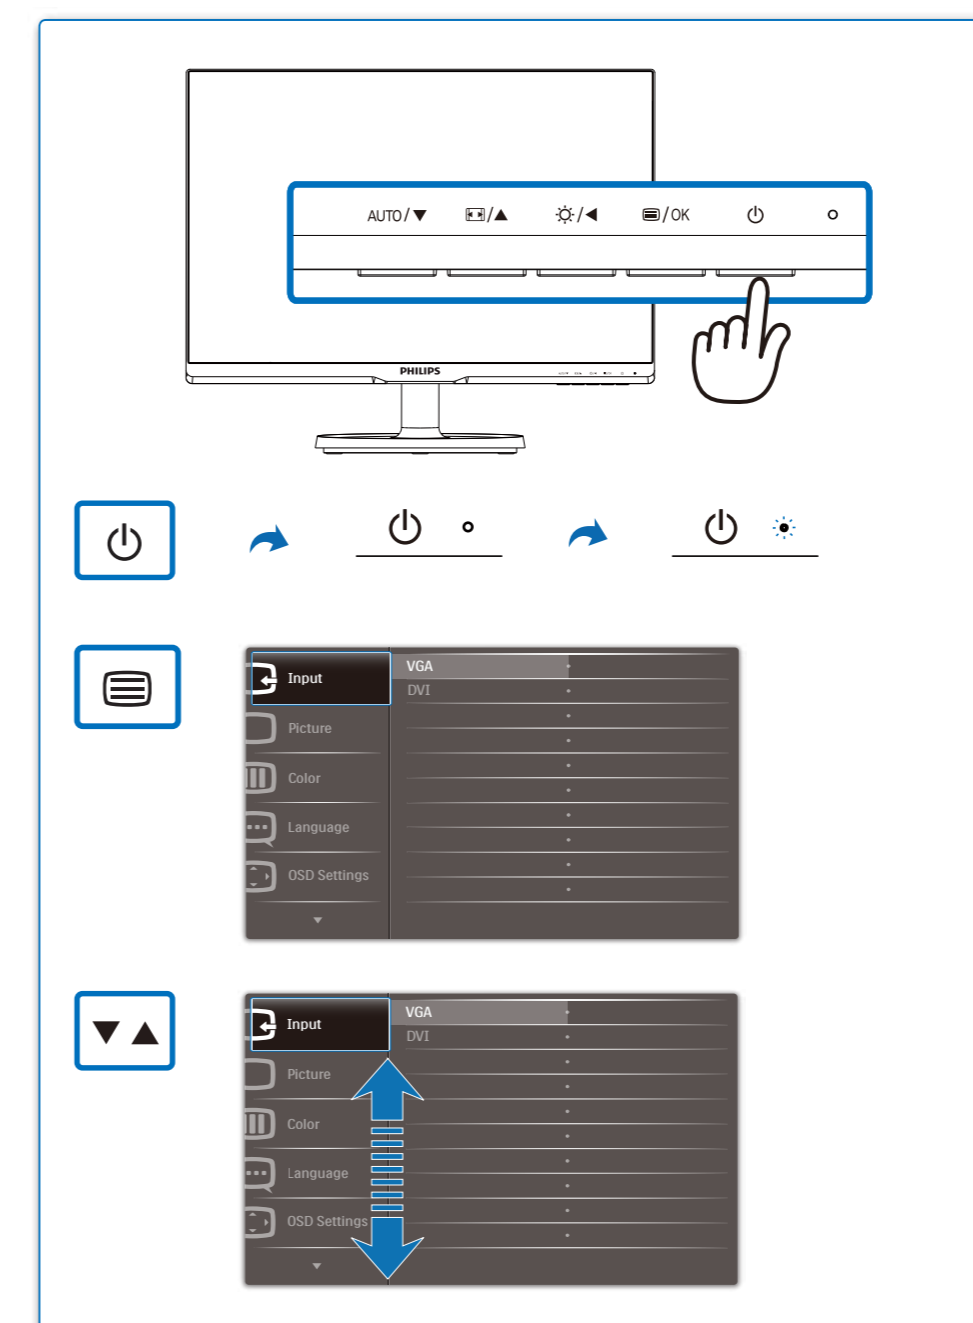 AUTO/▼ /▲ /◀ /OK
PHILIPS
Input
VGA
DVI
Picture
Color
Language
OSD Settings
▼
▼ ▲
Input
VGA
DVI
Picture
Color
Language
OSD Settings
▼